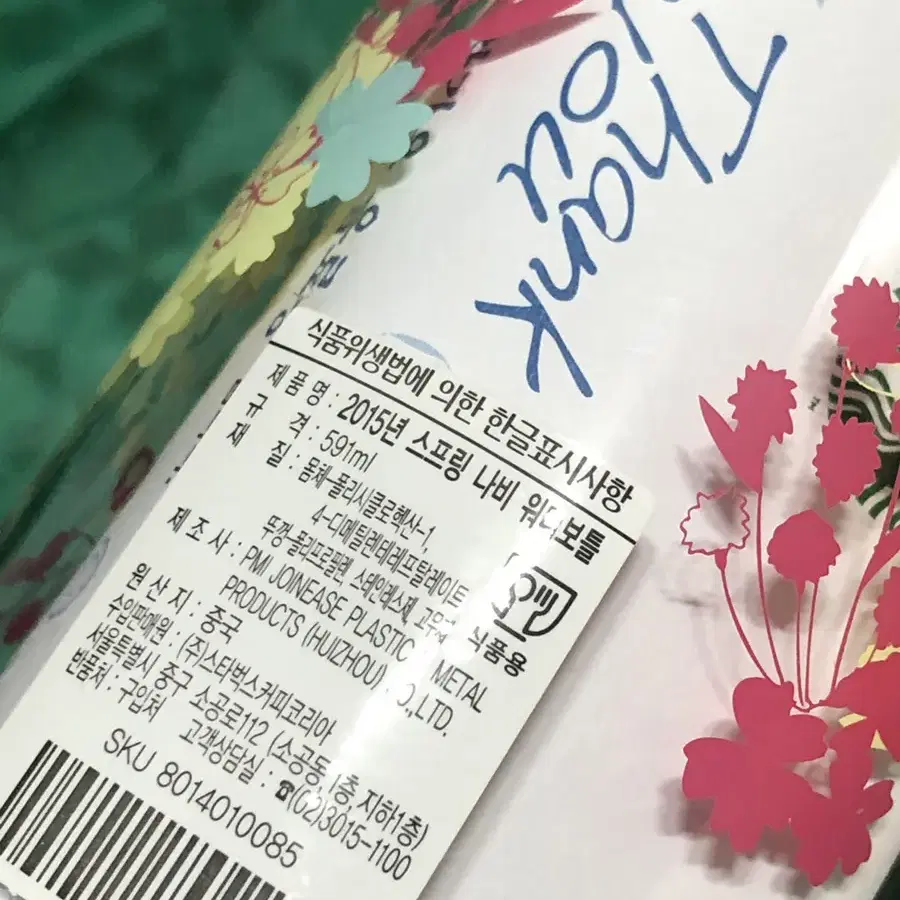 Thank
You
식품위생법에 의한 한글표시사항
제품명 : 2015년 스프링 나비 워터보틀
규격 : 591ml
재질 : 몸체-폴리시클로헥사-1,
4-디메틸렌테레프탈레이트
뚜껑-폴리프로필렌 스테인레스제, 고무제
식품용
제조사 : PMI JOINEASE PLASTIC METAL
PRODUCTS (HUIZHOU) CO.,LTD.
원산지 : 중국
수입판매원 : (주)스타벅스커피코리아
서울특별시 중구 소공로112 (소공동,1층 지하1층)
반품처 : 구입처 고객상담실 : ☎(02)3015-1100
SKU 8014010085